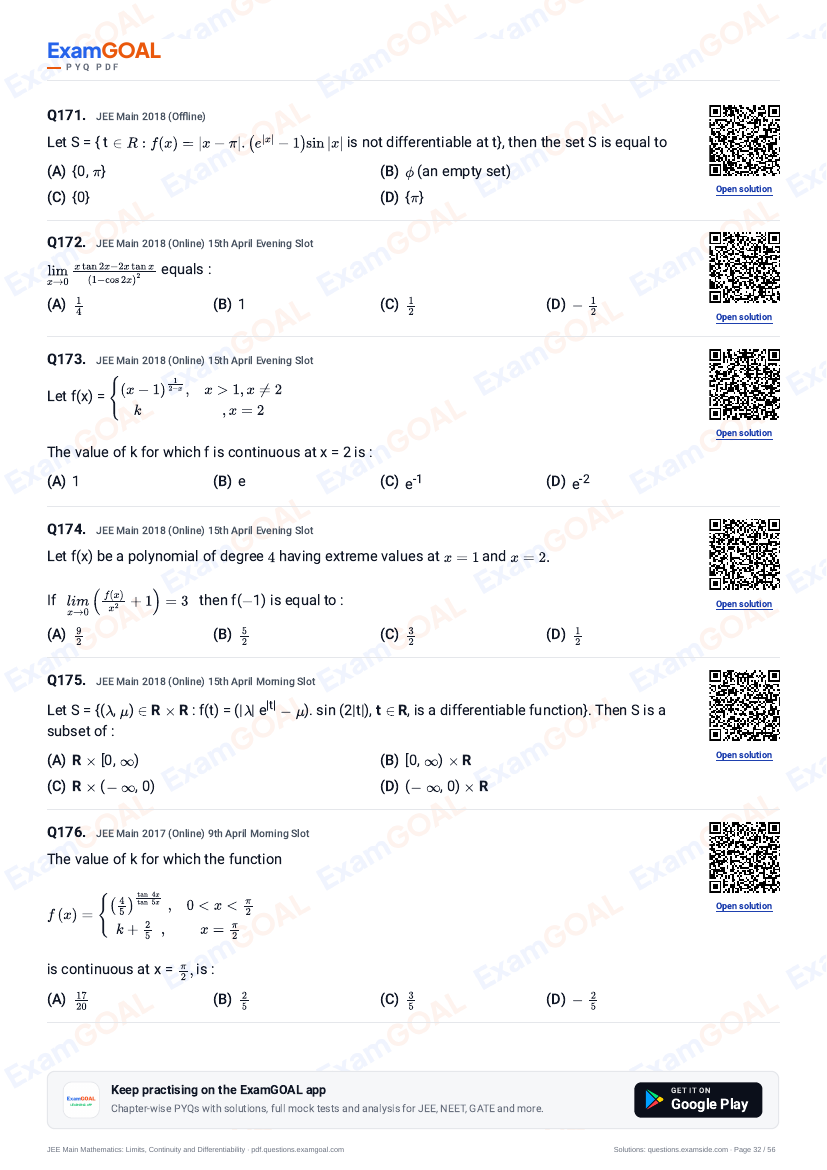 ExamGOAL
PYQ PDF
Q171. JEE Main 2018 (Offline)
Let S = { t ∈ R : f(x) = |x − π|. (e^{|x|} − 1)sin |x| is not differentiable at t}, then the set S is equal to
(A) {0, π} (B) ϕ (an empty set)
(C) {0} (D) {π}
Open solution
Q172. JEE Main 2018 (Online) 15th April Evening Slot
lim_{x→0} \frac{x tan 2x−2x tan x}{(1−cos 2x)^2} equals :
(A) 1/4 (B) 1 (C) 1/2 (D) − 1/2
Open solution
Q173. JEE Main 2018 (Online) 15th April Evening Slot
Let f(x) = { (x − 1)^{\frac{1}{2−x}}, x > 1, x ≠ 2
k , x = 2
Open solution
The value of k for which f is continuous at x = 2 is :
(A) 1 (B) e (C) e^{-1} (D) e^{-2}
Q174. JEE Main 2018 (Online) 15th April Evening Slot
Let f(x) be a polynomial of degree 4 having extreme values at x = 1 and x = 2.
If lim_{x→0} (\frac{f(x)}{x^2} + 1) = 3 then f(−1) is equal to :
Open solution
(A) 9/2 (B) 5/2 (C) 3/2 (D) 1/2
Q175. JEE Main 2018 (Online) 15th April Morning Slot
Let S = {(λ, μ) ∈ R × R : f(t) = (|λ| e^{|t|} − μ). sin (2|t|), t ∈ R, is a differentiable function}. Then S is a
subset of :
(A) R × [0, ∞) (B) [0, ∞) × R
Open solution
(C) R × (− ∞, 0) (D) (− ∞, 0) × R
Q176. JEE Main 2017 (Online) 9th April Morning Slot
The value of k for which the function
f (x) = { (4/5)^{\frac{tan 4x}{tan 5x}} , 0 < x < π/2
k + 2/5 , x = π/2
Open solution
is continuous at x = π/2, is :
(A) 17/20 (B) 2/5 (C) 3/5 (D) − 2/5
Keep practising on the ExamGOAL app
Chapter-wise PYQs with solutions, full mock tests and analysis for JEE, NEET, GATE and more.
GET IT ON
Google Play
JEE Main Mathematics: Limits, Continuity and Differentiability · pdf.questions.examgoal.com
Solutions: questions.examside.com · Page 32 / 56